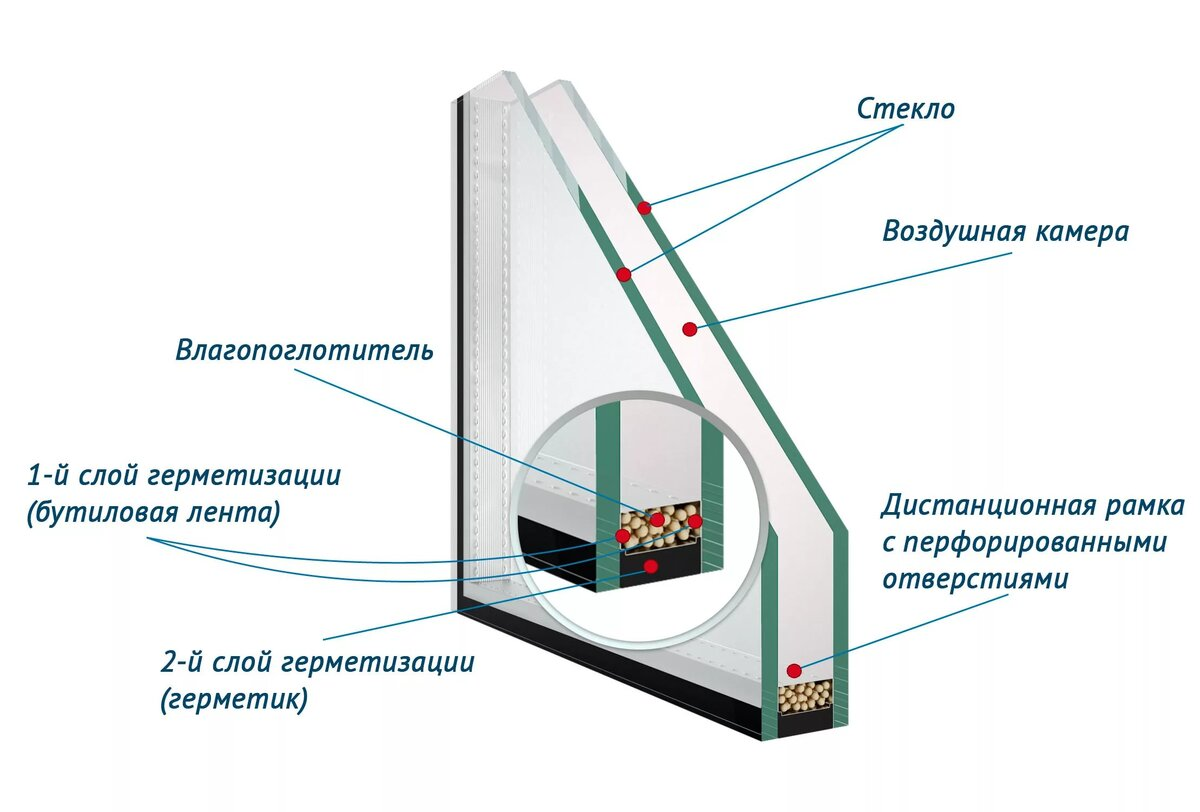 Стекло
Воздушная камера
Влагопоглотитель
1-й слой герметизации
(бутиловая лента)
Дистанционная рамка
с перфорированными
отверстиями
2-й слой герметизации
(герметик)